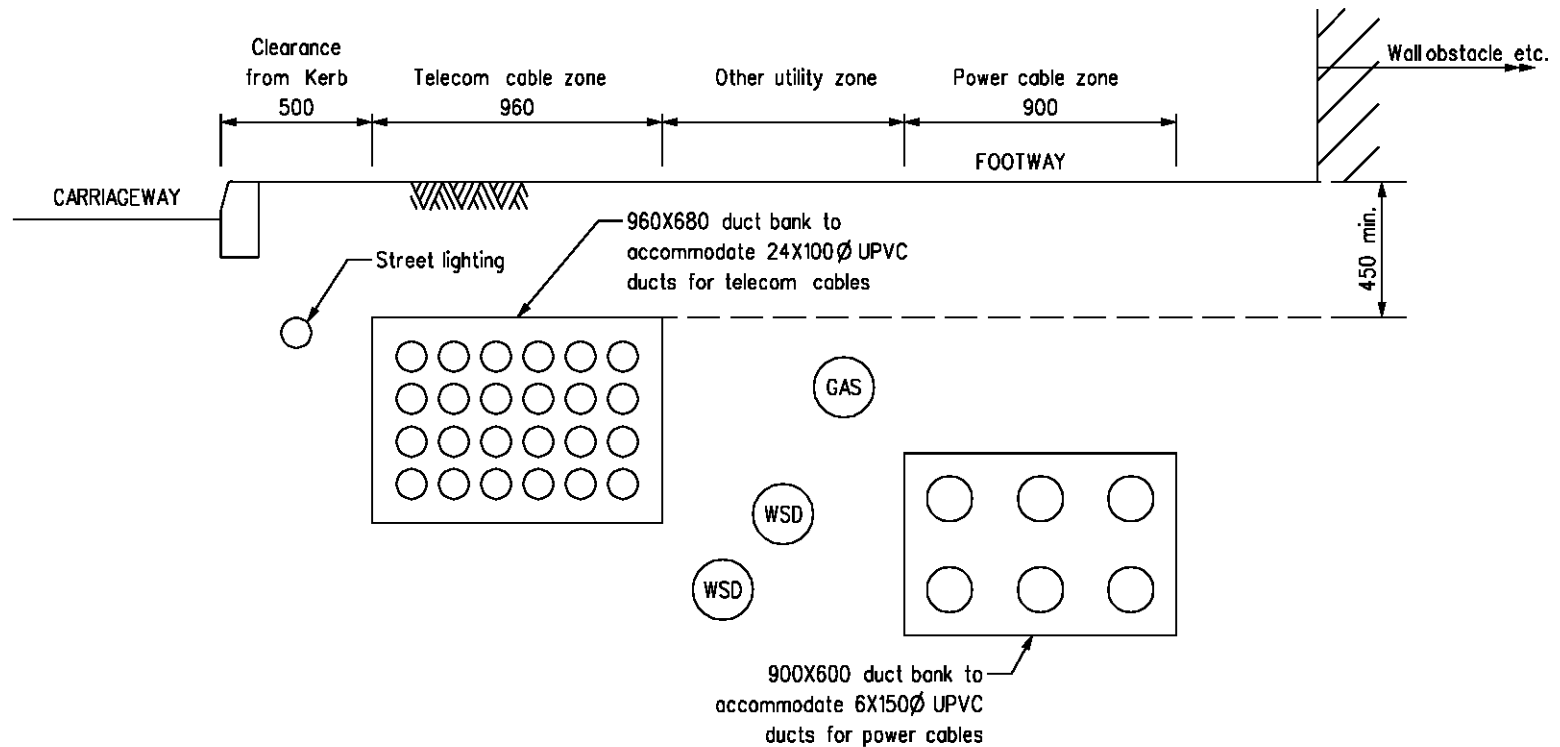 Clearance
from Kerb
500
Telecom cable zone
960
Other utility zone
Power cable zone
900
Wall obstacle etc.
FOOTWAY
CARRIAGEWAY
Street lighting
960X680 duct bank to
accommodate 24X100Ø UPVC
ducts for telecom cables
450 min.
GAS
WSD
WSD
900X600 duct bank to
accommodate 6X150Ø UPVC
ducts for power cables